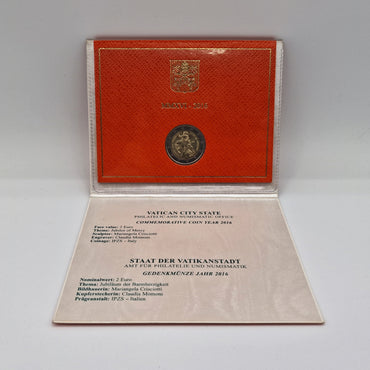 MMXVI - 2016
VATICAN CITY STATE
PHILATELIC AND NUMISMATIC OFFICE
COMMEMORATIVE COIN YEAR 2016
Face value: 2 Euro
Theme: Jubilee of Mercy
Sculptor: Mariangela Crisciotti
Engraver: Claudia Momoni
Coinage: IPZS - Italy
STAAT DER VATIKANSTADT
AMT FÜR PHILATELIE UND NUMISMATIK
GEDENKMÜNZE JAHR 2016
Nominalwert: 2 Euro
Thema: Jubiläum der Barmherzigkeit
Bildhauerin: Mariangela Crisciotti
Kupferstecherin: Claudia Momoni
Prägeanstalt: IPZS - Italien